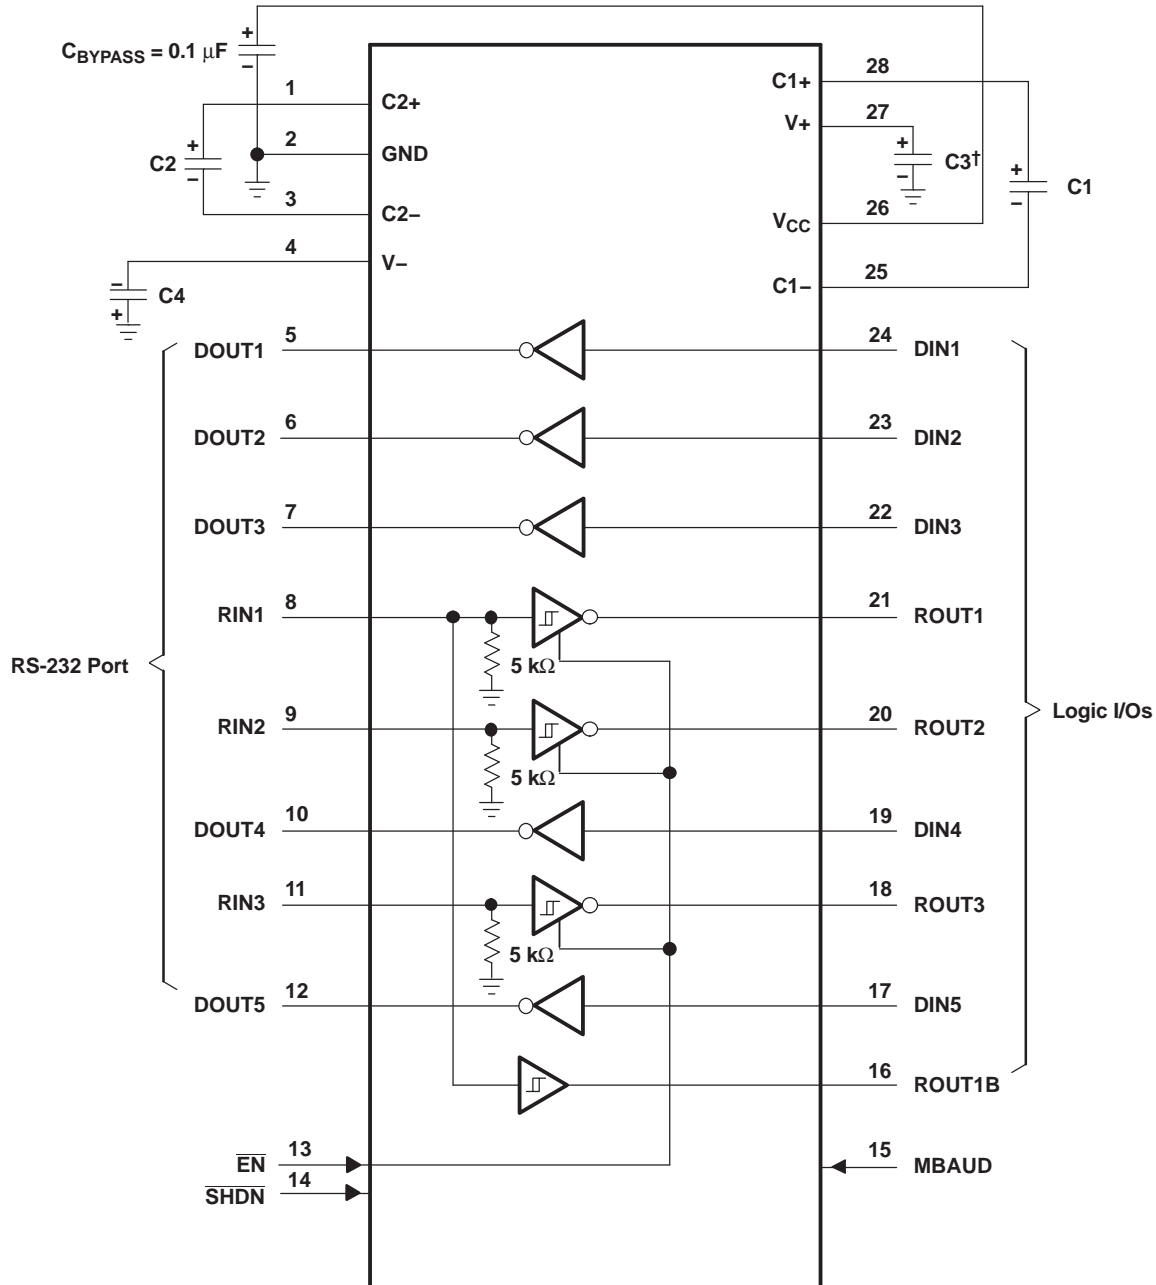 C_BYPASS = 0.1 μF
+
−
1
C2+
C1+
28
V+
27
+
C2
−
2
GND
+
C3†
−
+
C1
−
3
C2−
V_CC
26
4
V−
C1−
25
−
C4
+
DOUT1
5
24
DIN1
DOUT2
6
23
DIN2
DOUT3
7
22
DIN3
RIN1
8
21
ROUT1
5 kΩ
RS-232 Port
Logic I/Os
RIN2
9
20
ROUT2
5 kΩ
DOUT4
10
19
DIN4
RIN3
11
18
ROUT3
5 kΩ
DOUT5
12
17
DIN5
16
ROUT1B
E̅N̅
13
15
MBAUD
S̅H̅D̅N̅
14